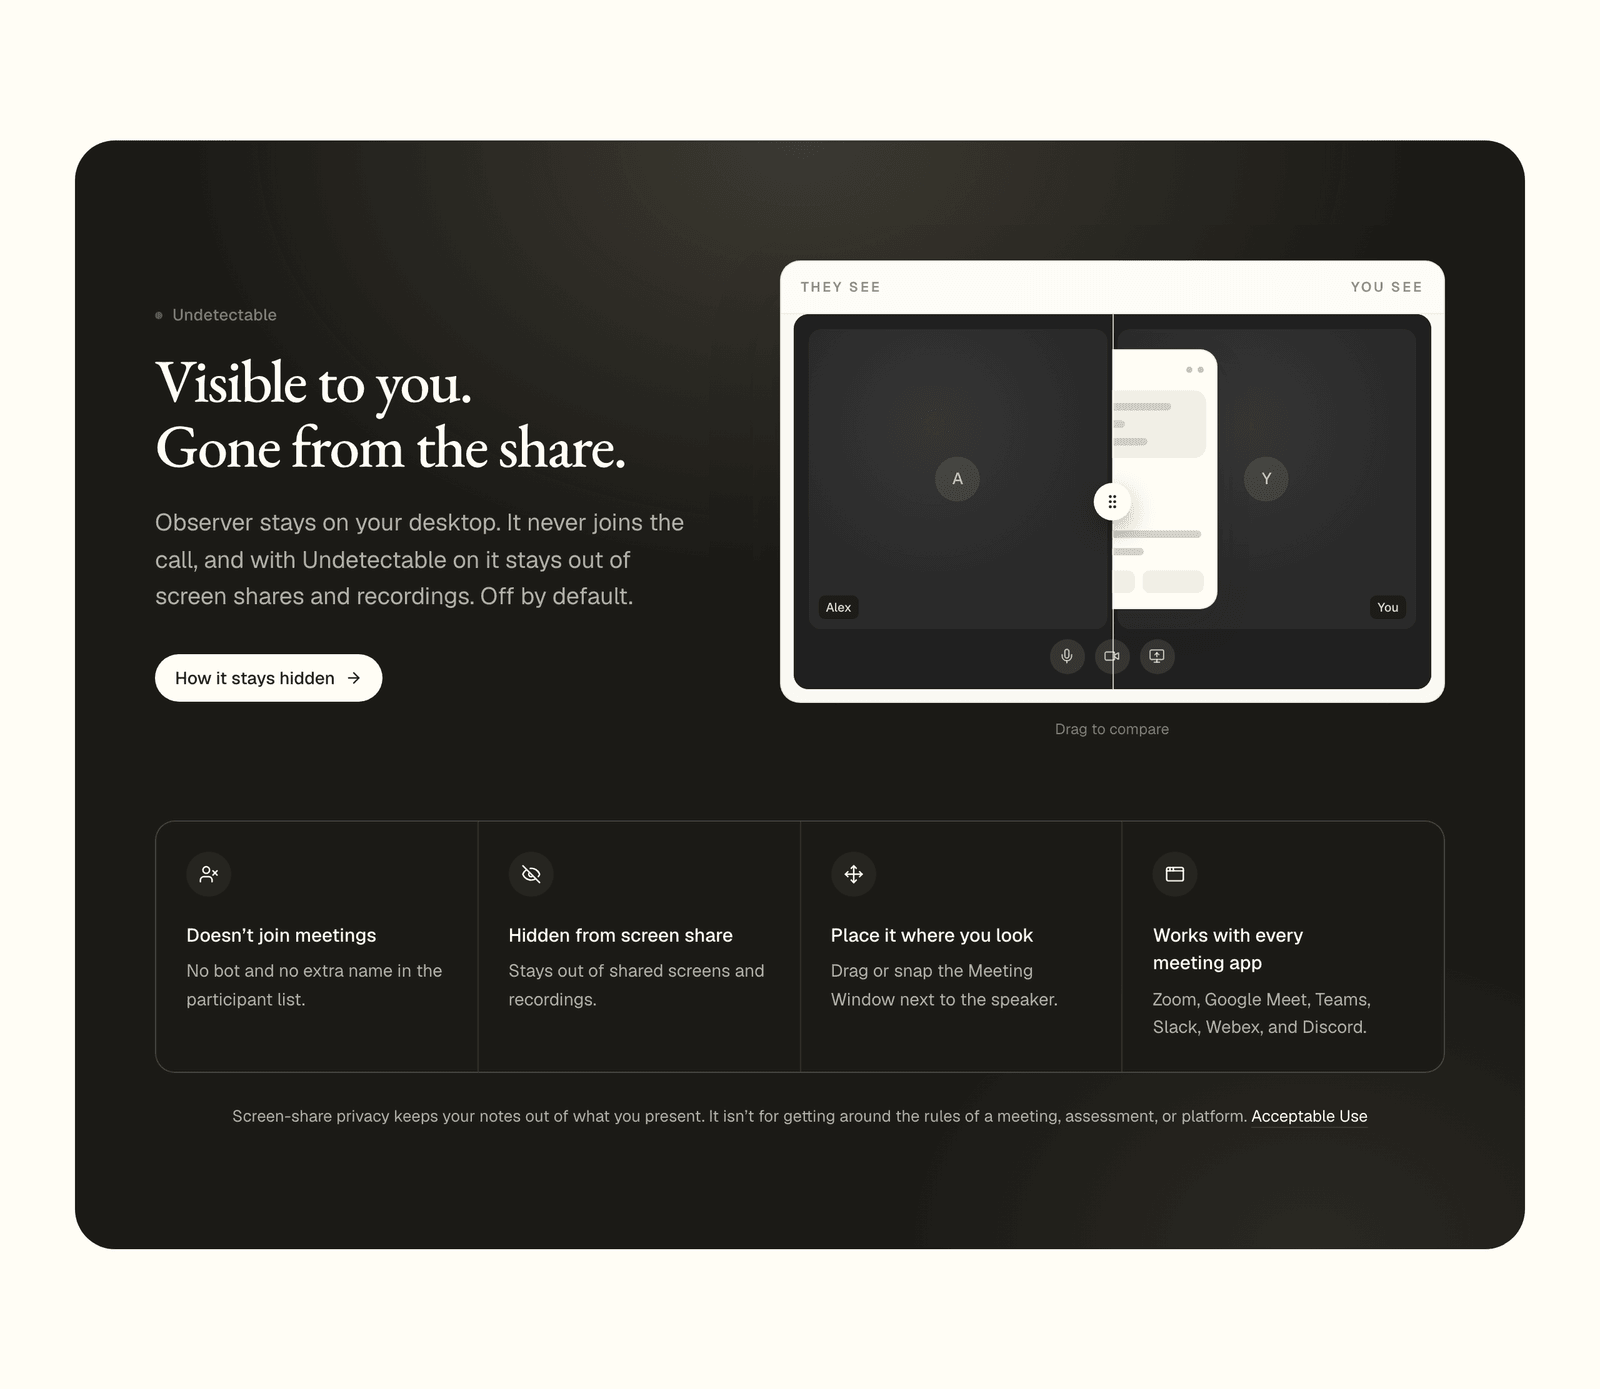 Undetectable
Visible to you.
Gone from the share.
Observer stays on your desktop. It never joins the
call, and with Undetectable on it stays out of
screen shares and recordings. Off by default.
How it stays hidden
THEY SEE
YOU SEE
A
Y
Alex
You
Drag to compare
Doesn’t join meetings
No bot and no extra name in the
participant list.
Hidden from screen share
Stays out of shared screens and
recordings.
Place it where you look
Drag or snap the Meeting
Window next to the speaker.
Works with every
meeting app
Zoom, Google Meet, Teams,
Slack, Webex, and Discord.
Screen-share privacy keeps your notes out of what you present. It isn’t for getting around the rules of a meeting, assessment, or platform. Acceptable Use